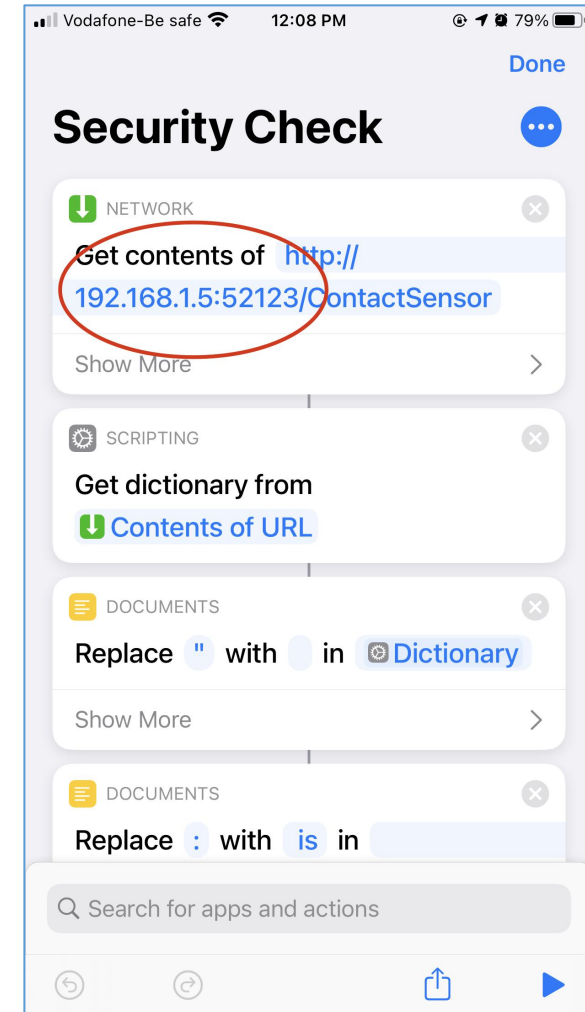 Vodafone-Be safe 12:08 PM 79%
Done
Security Check
NETWORK
Get contents of http://
192.168.1.5:52123/ContactSensor
Show More
SCRIPTING
Get dictionary from
Contents of URL
DOCUMENTS
Replace " with in Dictionary
Show More
DOCUMENTS
Replace : with is in
Search for apps and actions